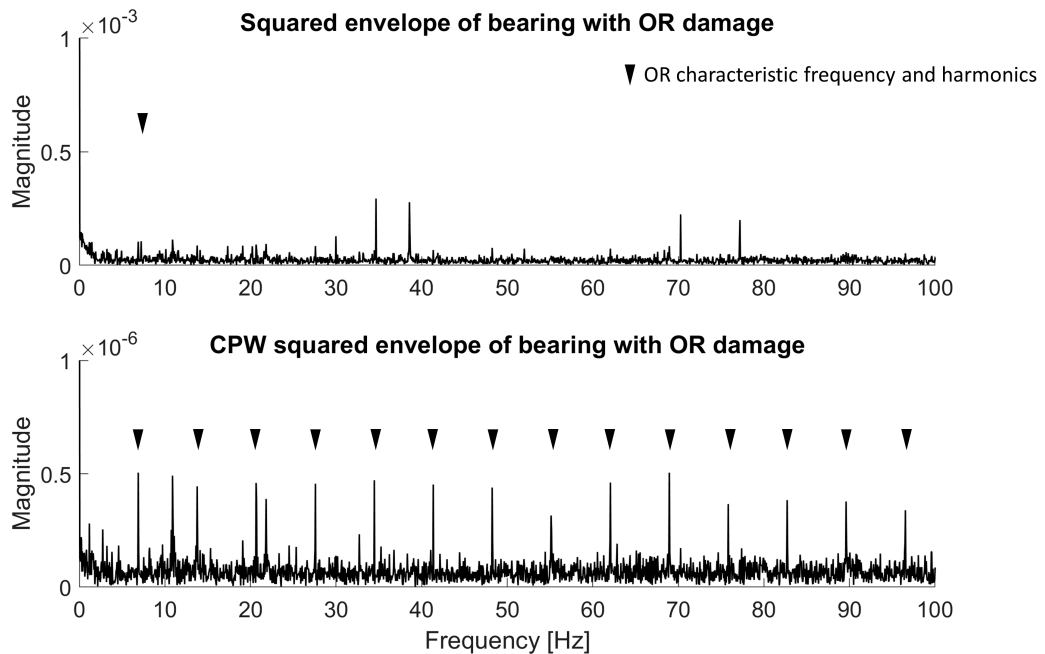 ×10⁻³
Squared envelope of bearing with OR damage
1
OR characteristic frequency and harmonics
Magnitude
0.5
0
0 10 20 30 40 50 60 70 80 90 100
×10⁻⁶
CPW squared envelope of bearing with OR damage
1
Magnitude
0.5
0
0 10 20 30 40 50 60 70 80 90 100
Frequency [Hz]